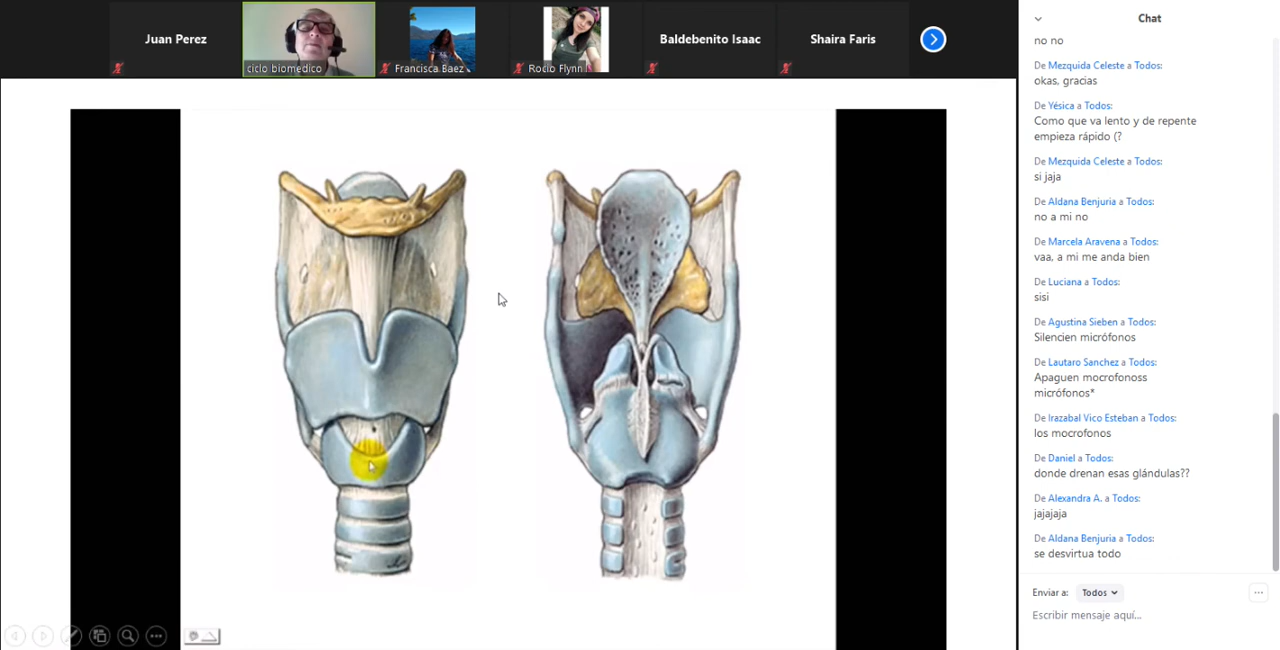 Juan Perez
ciclo biomedico
Francisca Baez
Rocio Flynn
Baldebenito Isaac
Shaira Faris
Chat
no no
De Mezquida Celeste a Todos:
okas, gracias
De Yésica a Todos:
Como que va lento y de repente
empieza rápido (?
De Mezquida Celeste a Todos:
si jaja
De Aldana Benjuria a Todos:
no a mi no
De Marcela Aravena a Todos:
vaa, a mi me anda bien
De Luciana a Todos:
sisi
De Agustina Sieben a Todos:
Silencien micrófonos
De Lautaro Sanchez a Todos:
Apaguen mocrofonoss
micrófonos*
De Irazabal Vico Esteban a Todos:
los mocrofonos
De Daniel a Todos:
donde drenan esas glándulas??
De Alexandra A. a Todos:
jajajaja
De Aldana Benjuria a Todos:
se desvirtua todo
Enviar a: Todos
Escribir mensaje aquí...